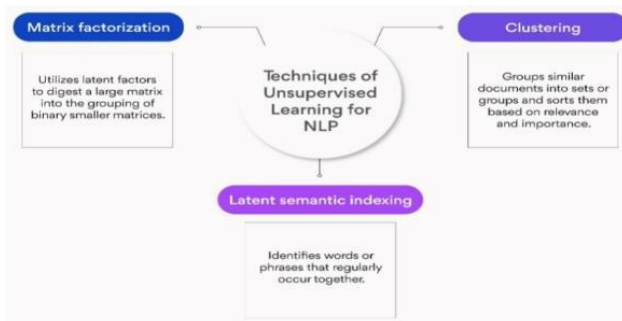 Matrix factorization
Utilizes latent factors
to digest a large matrix
into the grouping of
binary smaller matrices.
Techniques of
Unsupervised
Learning for
NLP
Clustering
Groups similar
documents into sets or
groups and sorts them
based on relevance
and importance.
Latent semantic indexing
Identifies words or
phrases that regularly
occur together.